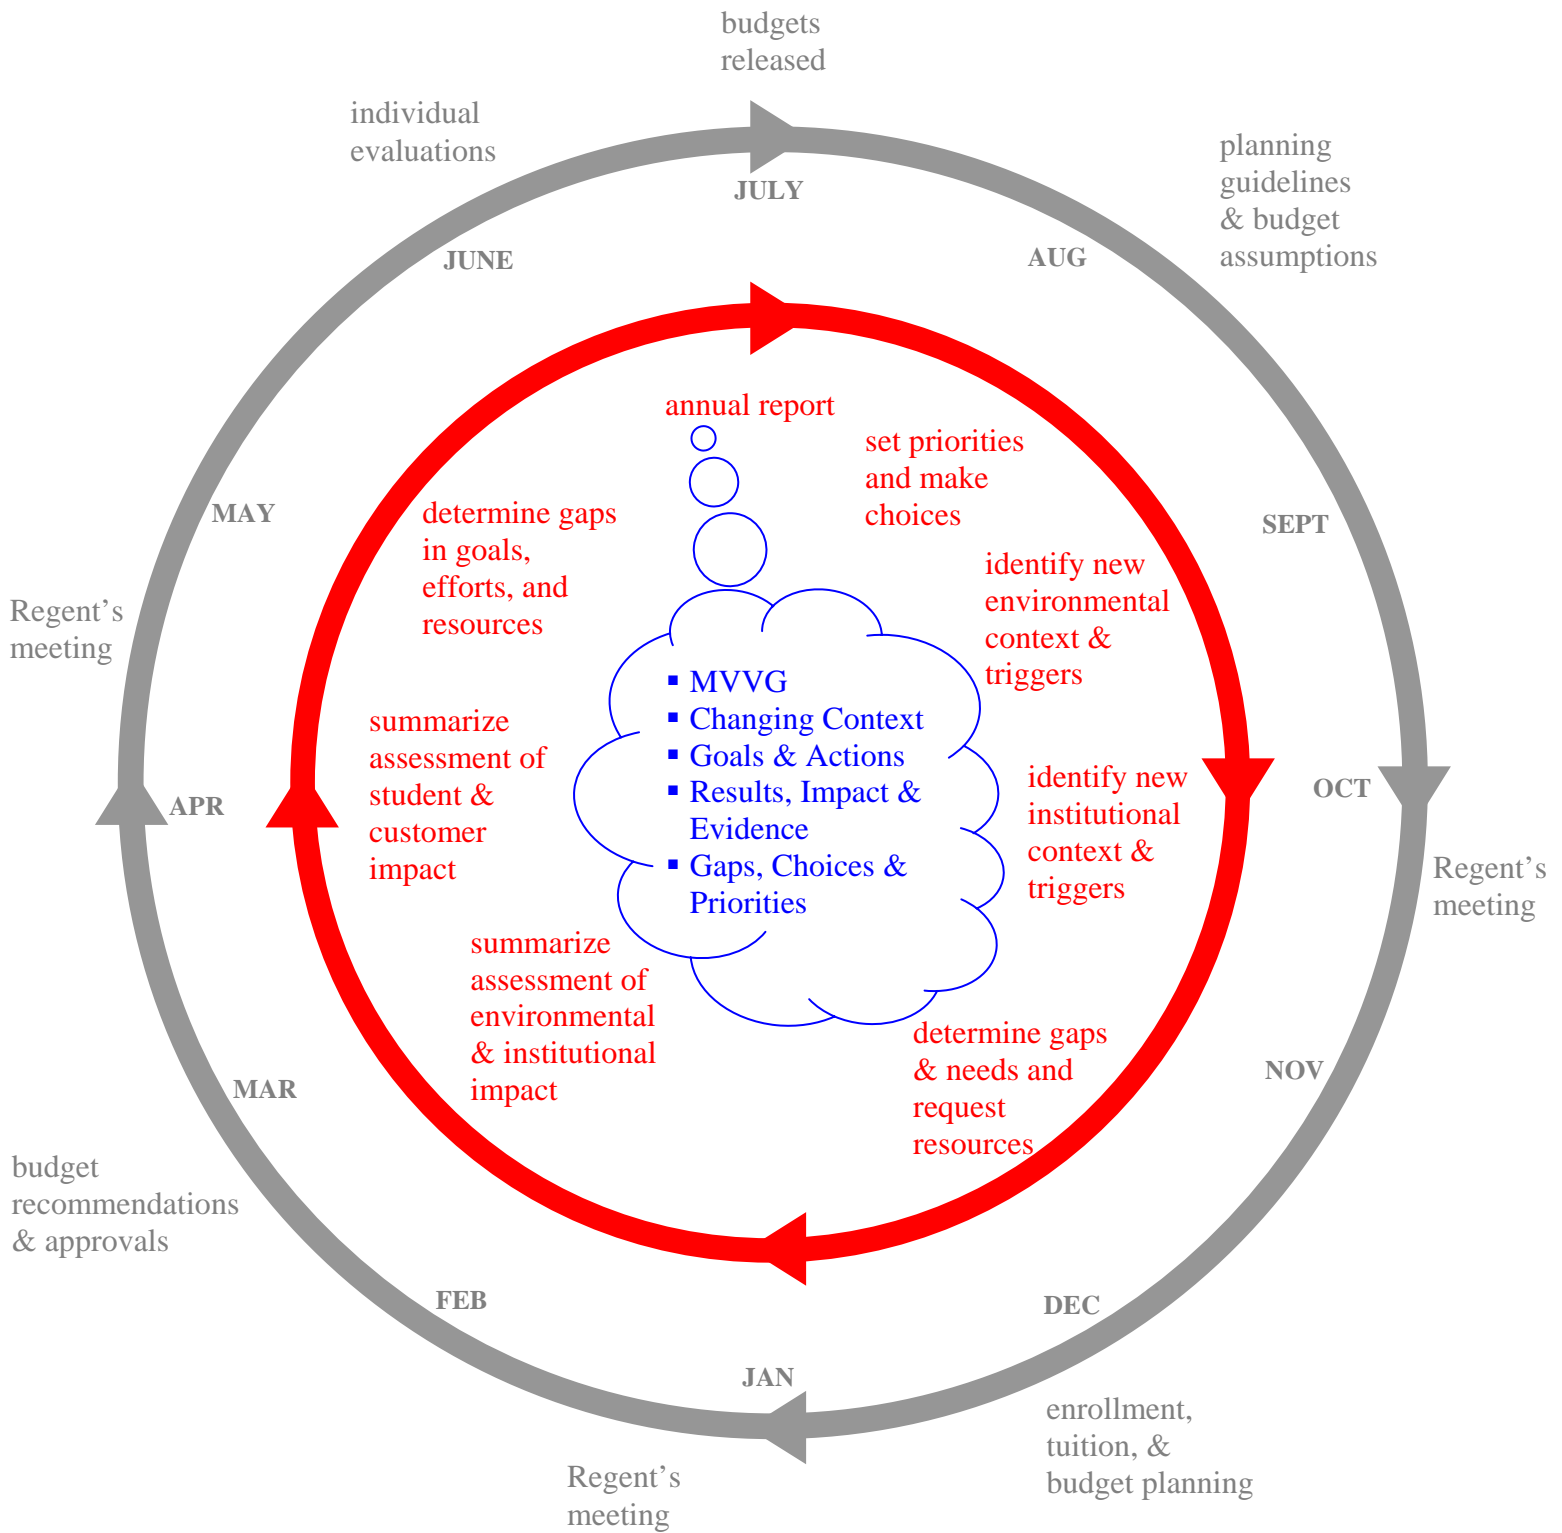 budgets
released
individual
evaluations
planning
guidelines
& budget
assumptions
JULY
JUNE
AUG
annual report
set priorities
and make
choices
MAY
determine gaps
in goals,
efforts, and
resources
SEPT
identify new
environmental
context &
triggers
Regent’s
meeting
▪ MVVG
▪ Changing Context
▪ Goals & Actions
▪ Results, Impact &
Evidence
▪ Gaps, Choices &
Priorities
summarize
assessment of
student &
customer
impact
APR
identify new
institutional
context &
triggers
OCT
Regent’s
meeting
summarize
assessment of
environmental
& institutional
impact
determine gaps
& needs and
request
resources
MAR
NOV
budget
recommendations
& approvals
FEB
DEC
JAN
enrollment,
tuition, &
budget planning
Regent’s
meeting